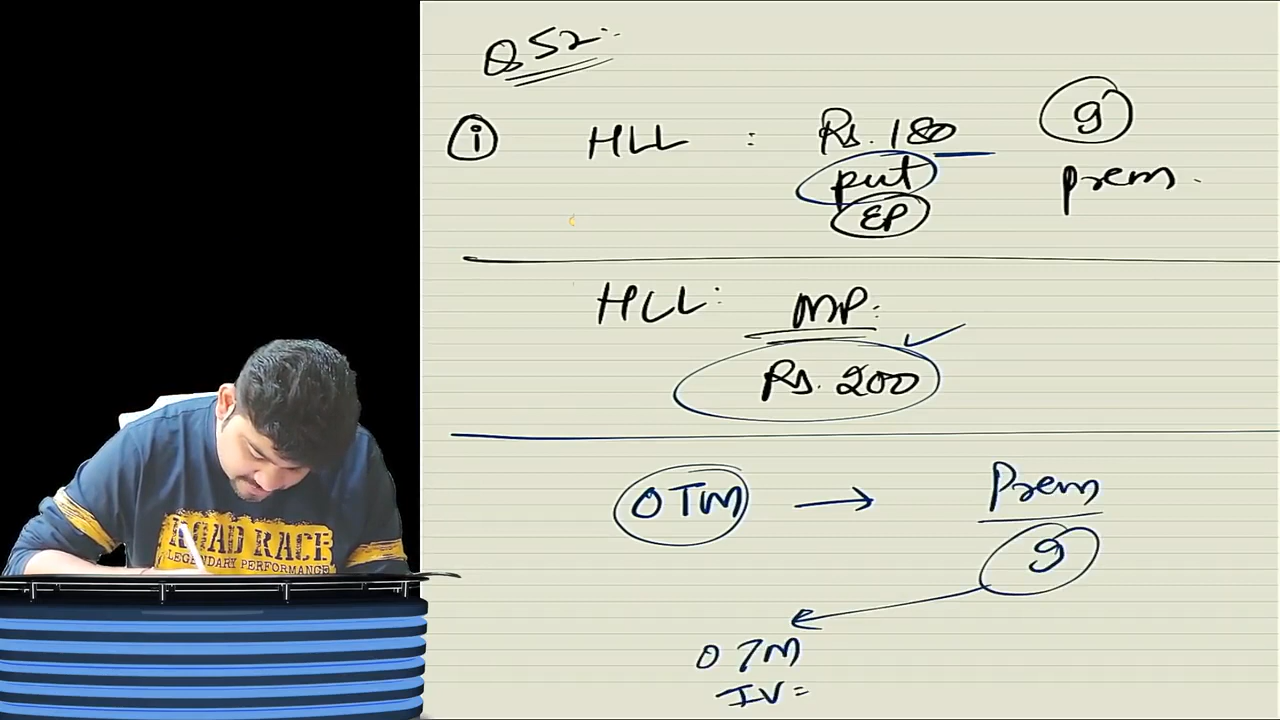 Q 52:
i HLL : Rs. 180 9
put prem.
EP
HLL: MP:
Rs. 200
OTM → Prem
9
OTM
IV =
ROAD RACE
LEGENDARY PERFORMANCE